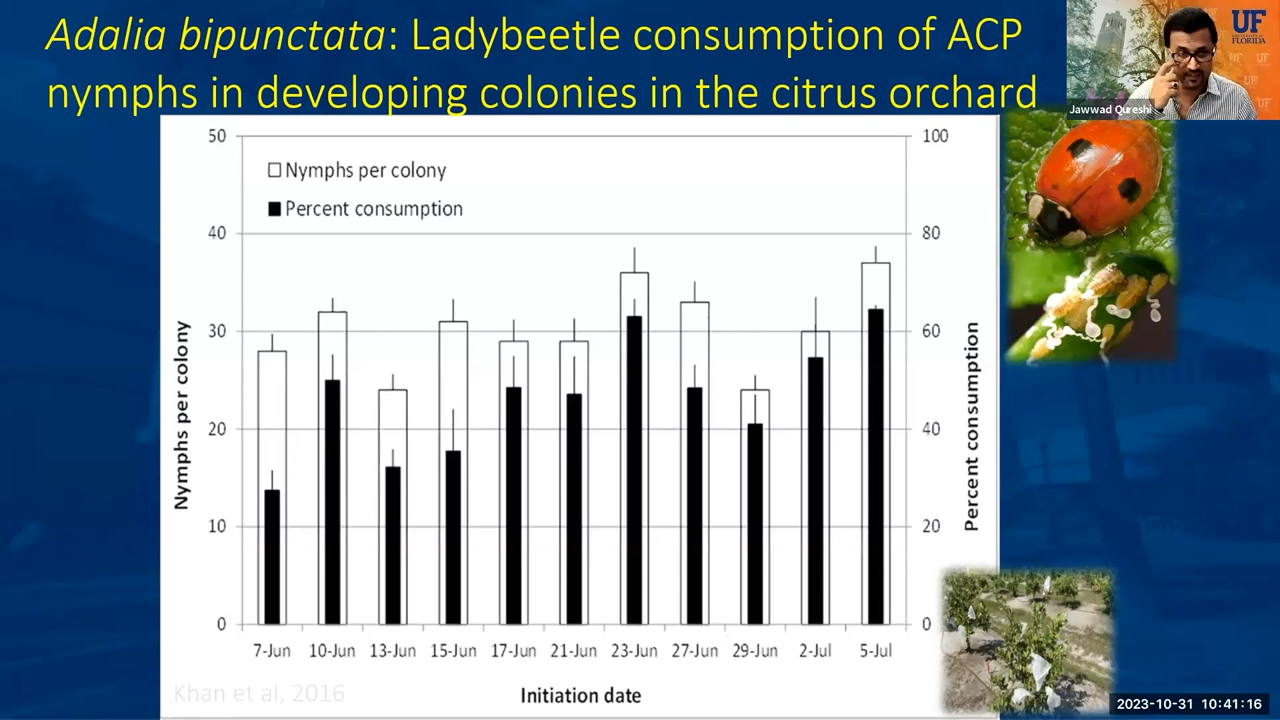 Adalia bipunctata: Ladybeetle consumption of ACP
nymphs in developing colonies in the citrus orchard
UF
UNIVERSITY of
FLORIDA
Jawwad Qureshi
50
40
30
20
10
0
Nymphs per colony
Nymphs per colony
Percent consumption
100
80
60
40
20
0
Percent consumption
7-Jun 10-Jun 13-Jun 15-Jun 17-Jun 21-Jun 23-Jun 27-Jun 29-Jun 2-Jul 5-Jul
Initiation date
Khan et al, 2016
2023-10-31 10:41:16